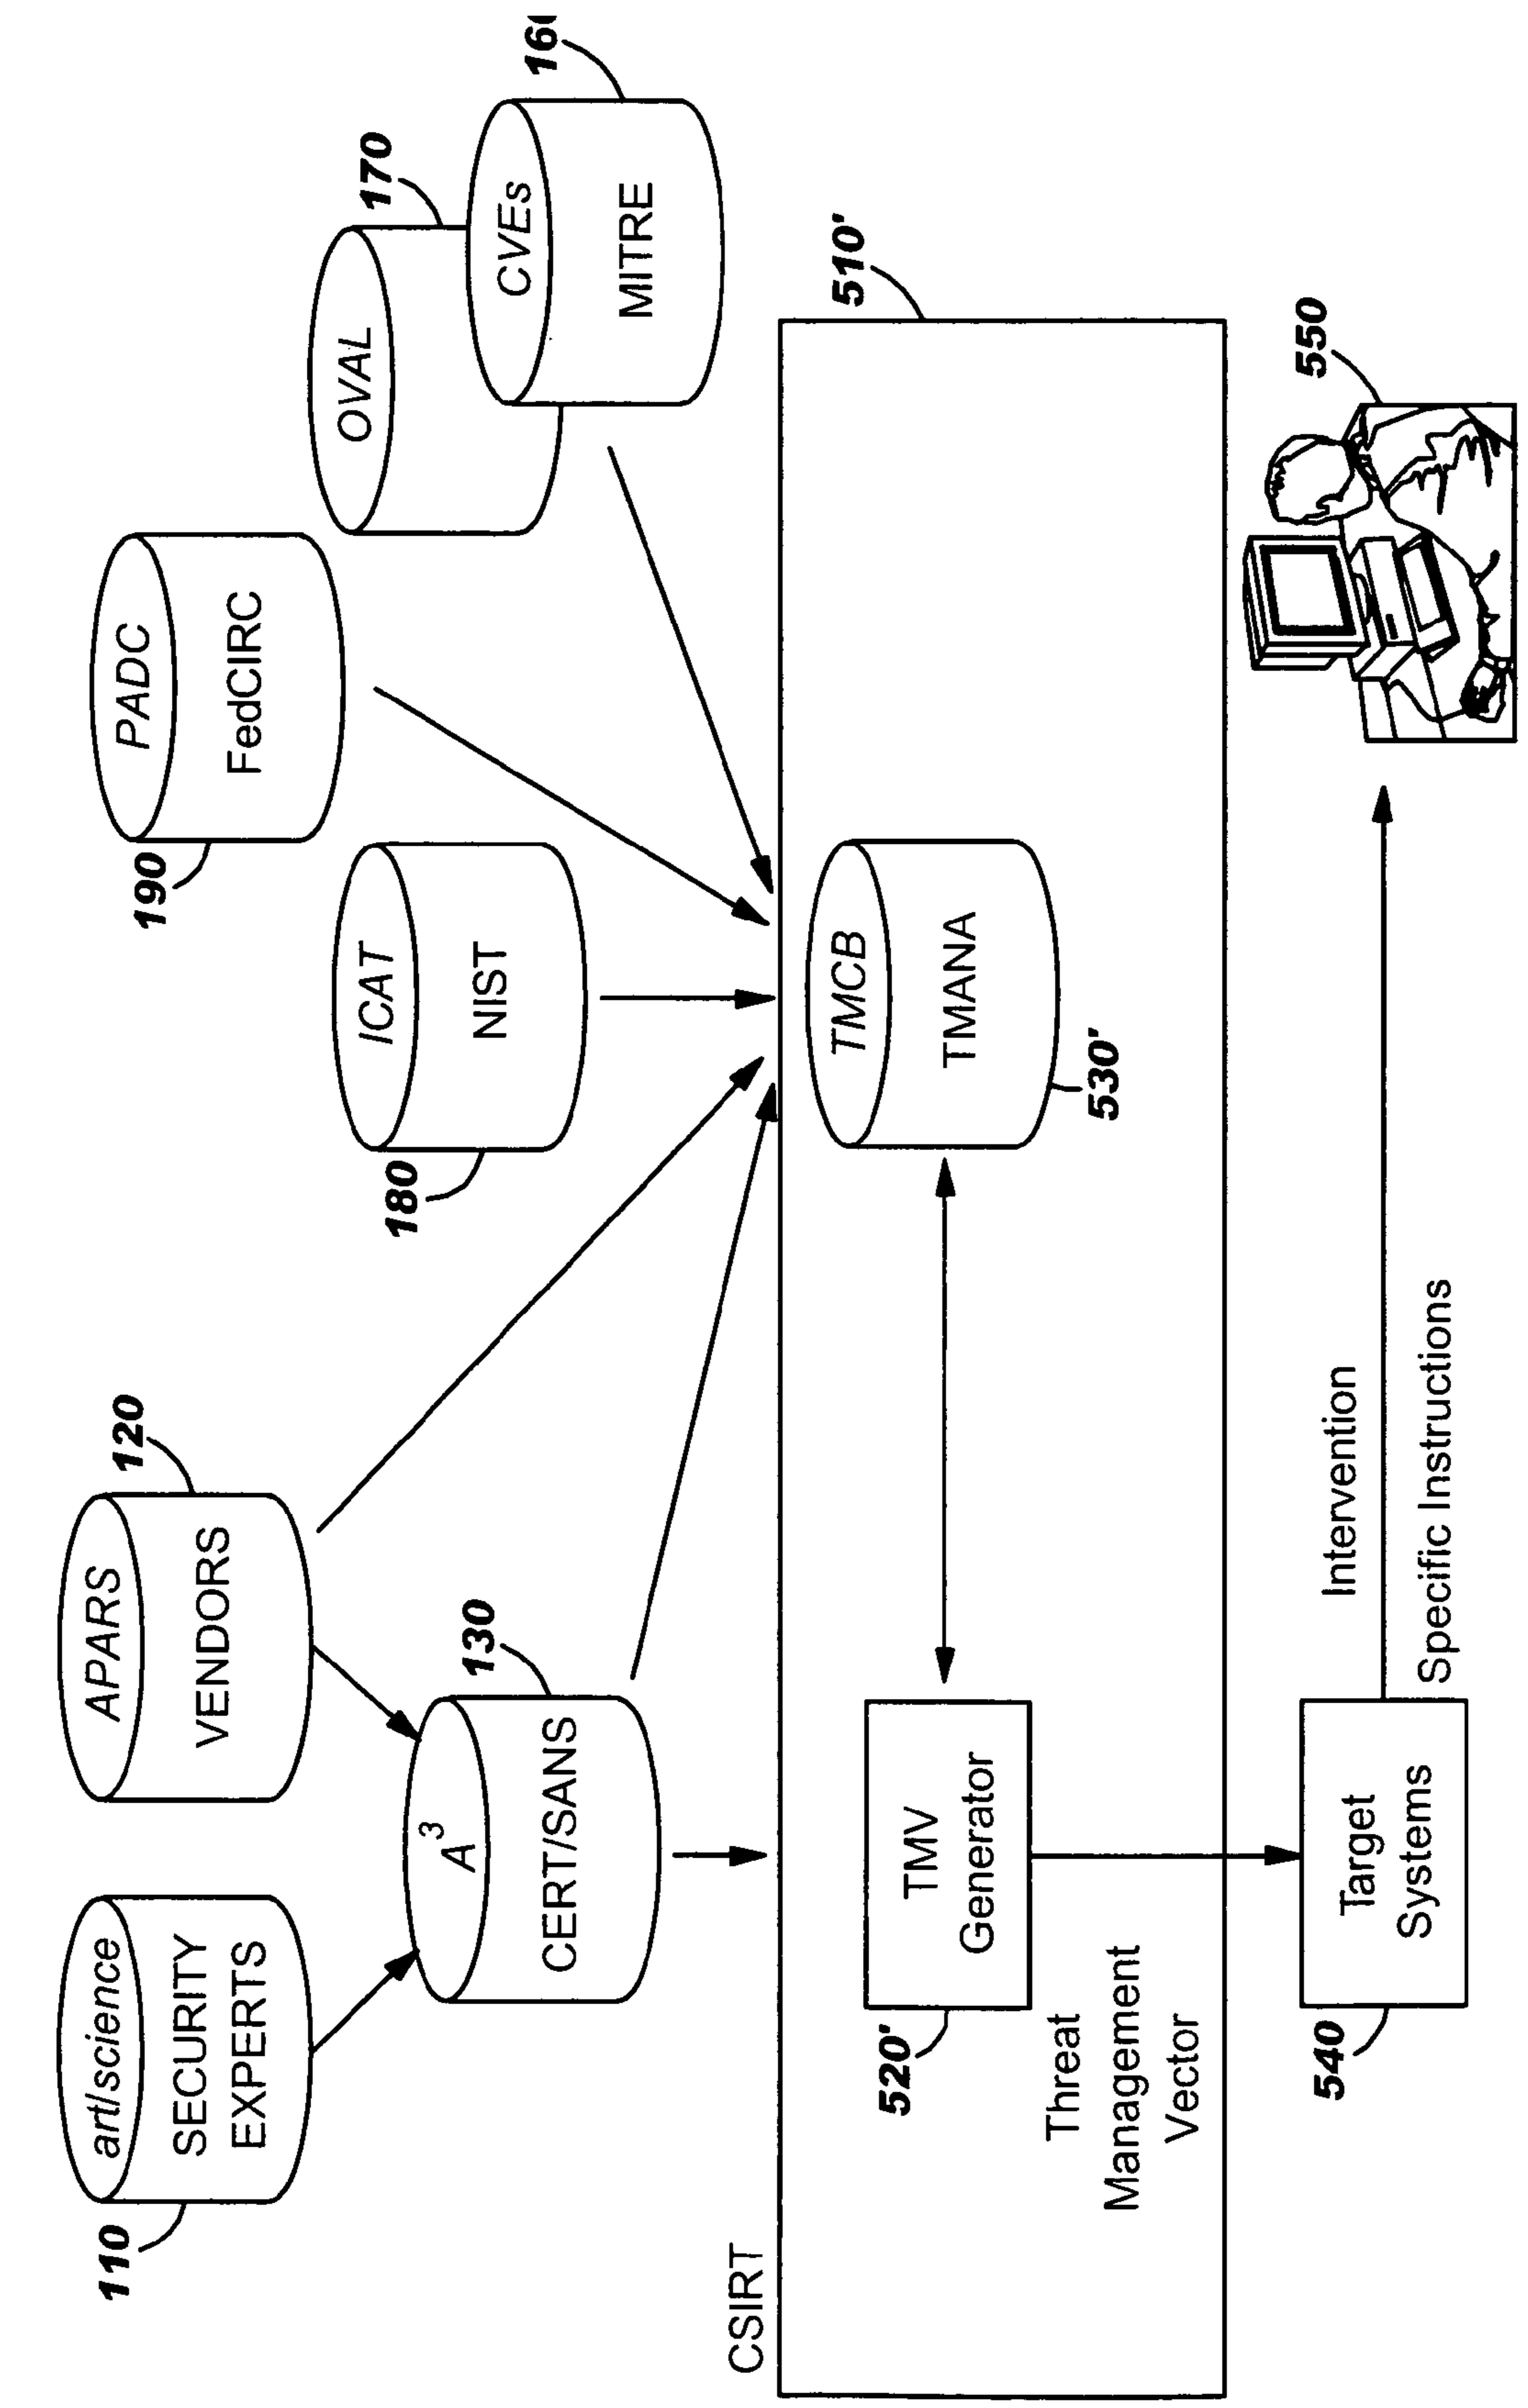 110
art/science
SECURITY
EXPERTS
APARS
VENDORS
120
A³
CERT/SANS
130
190
PADC
FedCIRC
180
ICAT
NIST
OVAL
170
CVEs
MITRE
CSIRT
510'
520'
TMV
Generator
TMCB
TMANA
530'
Threat
Management
Vector
540
Target
Systems
Intervention
Specific Instructions
550